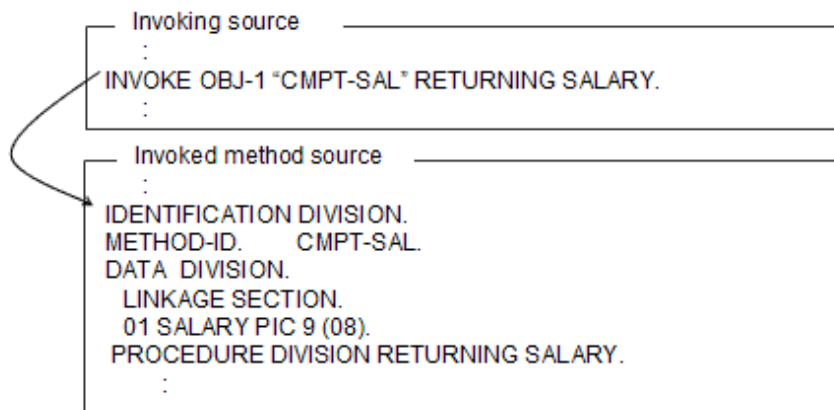 Invoking source
:
INVOKE OBJ-1 “CMPT-SAL” RETURNING SALARY.
:
Invoked method source
:
IDENTIFICATION DIVISION.
METHOD-ID. CMPT-SAL.
DATA DIVISION.
LINKAGE SECTION.
01 SALARY PIC 9 (08).
PROCEDURE DIVISION RETURNING SALARY.
: